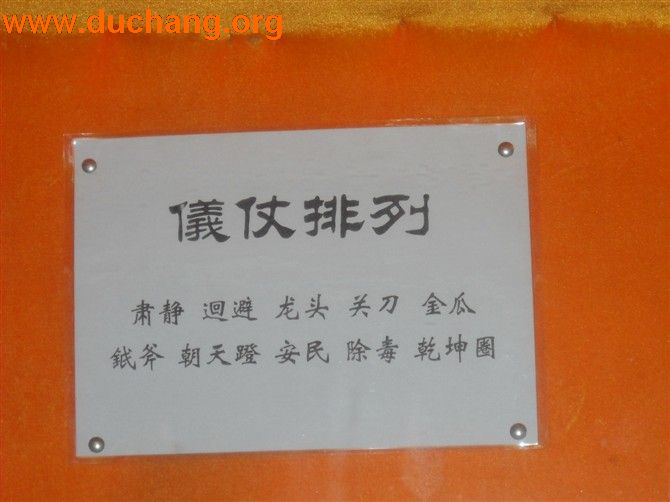 www.duchang.org
儀仗排列
肃静 迴避 龙头 关刀 金瓜
钺斧 朝天蹬 安民 除毒 乾坤圈